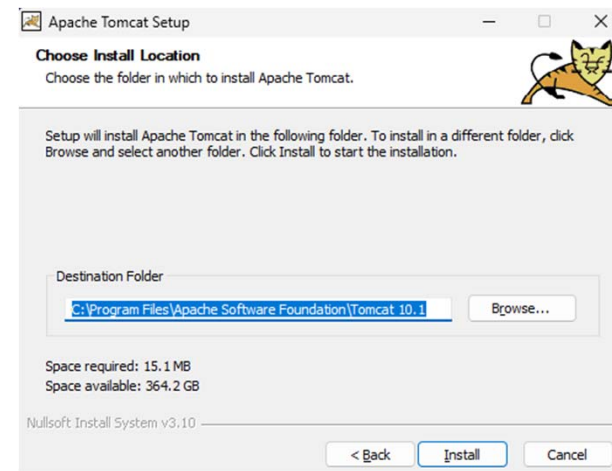 Apache Tomcat Setup
Choose Install Location
Choose the folder in which to install Apache Tomcat.
Setup will install Apache Tomcat in the following folder. To install in a different folder, click
Browse and select another folder. Click Install to start the installation.
Destination Folder
C:\Program Files\Apache Software Foundation\Tomcat 10.1
Browse...
Space required: 15.1 MB
Space available: 364.2 GB
Nullsoft Install System v3.10
< Back
Install
Cancel